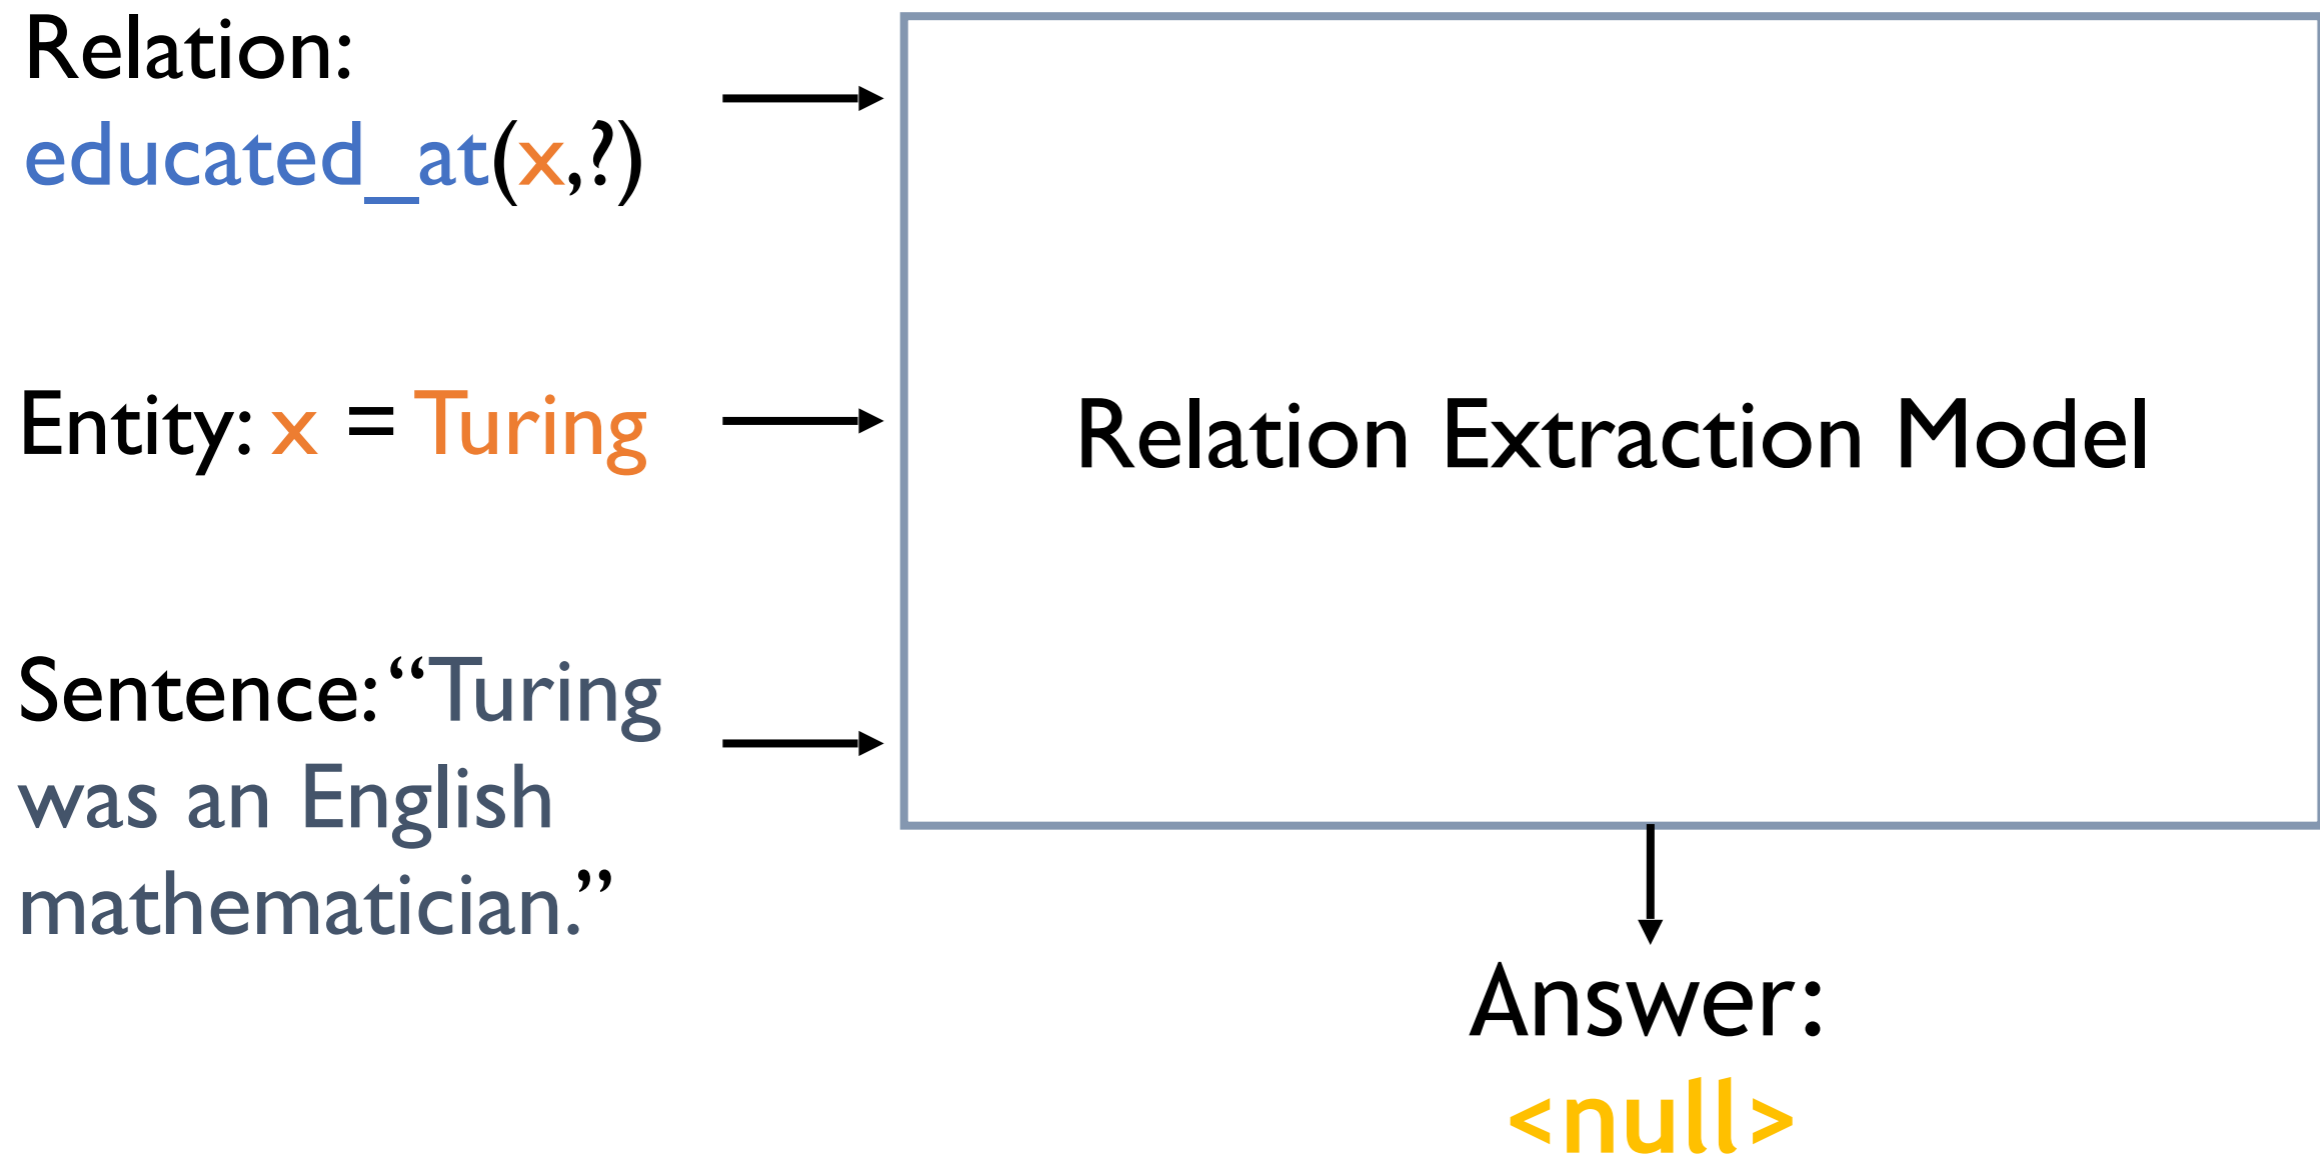 Relation:
educated_at(x,?)
Entity: x = Turing
Sentence: “Turing
was an English
mathematician.”
Relation Extraction Model
Answer:
<null>